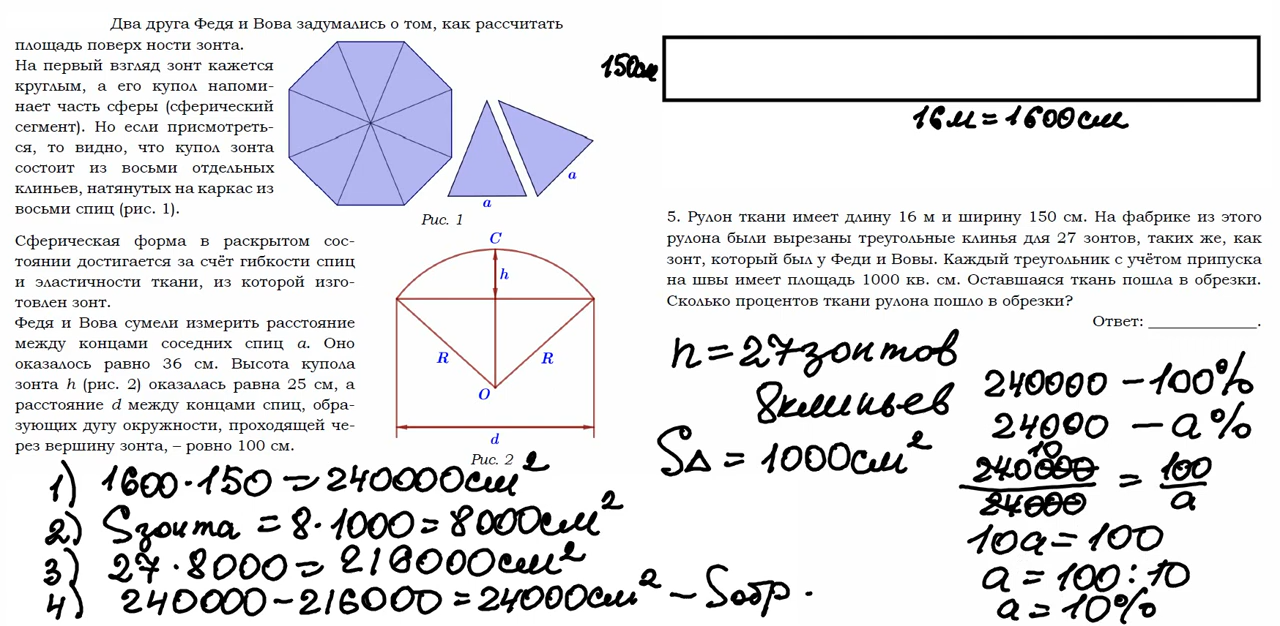 Два друга Федя и Вова задумались о том, как рассчитать
площадь поверх ности зонта.
На первый взгляд зонт кажется
круглым, а его купол напоми-
нает часть сферы (сферический
сегмент). Но если присмотреть-
ся, то видно, что купол зонта
состоит из восьми отдельных
клиньев, натянутых на каркас из
восьми спиц (рис. 1).
a
a
Рис. 1
Сферическая форма в раскрытом сос-
тоянии достигается за счёт гибкости спиц
и эластичности ткани, из которой изго-
товлен зонт.
Федя и Вова сумели измерить расстояние
между концами соседних спиц a. Оно
оказалось равно 36 см. Высота купола
зонта h (рис. 2) оказалась равна 25 см, а
расстояние d между концами спиц, обра-
зующих дугу окружности, проходящей че-
рез вершину зонта, – ровно 100 см.
C
h
R
R
O
d
Рис. 2
150см
16м = 1600см
5. Рулон ткани имеет длину 16 м и ширину 150 см. На фабрике из этого
рулона были вырезаны треугольные клинья для 27 зонтов, таких же, как
зонт, который был у Феди и Вовы. Каждый треугольник с учётом припуска
на швы имеет площадь 1000 кв. см. Оставшаяся ткань пошла в обрезки.
Сколько процентов ткани рулона пошло в обрезки?
Ответ: _____________.
n = 27 зонтов
8 клиньев
S△ = 1000см²
1) 1600·150 = 240000см²
2) Sзонта = 8·1000 = 8000см²
3) 27·8000 = 216000см²
4) 240000 − 216000 = 24000см² − Sобр.
240000 − 100%
24000 − a%
10
240000/24000 = 100/a
10a = 100
a = 100:10
a = 10%